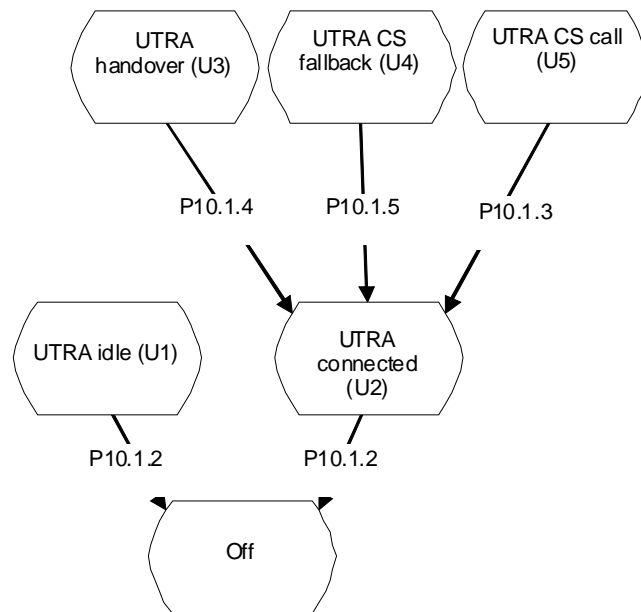 UTRA
handover (U3)
UTRA CS
fallback (U4)
UTRA CS call
(U5)
P10.1.4
P10.1.5
P10.1.3
UTRA idle (U1)
UTRA
connected
(U2)
P10.1.2
P10.1.2
Off